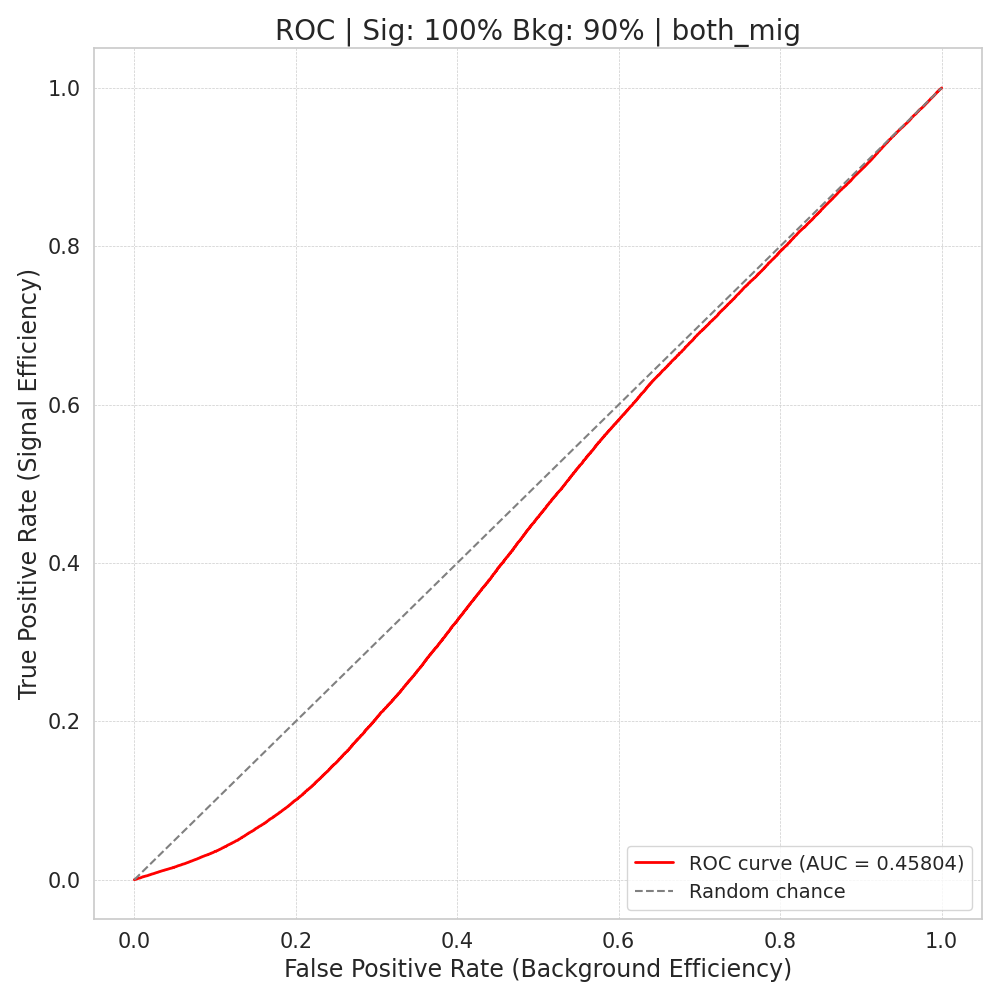 ROC | Sig: 100% Bkg: 90% | both_mig
True Positive Rate (Signal Efficiency)
1.0
0.8
0.6
0.4
0.2
0.0
0.0 0.2 0.4 0.6 0.8 1.0
False Positive Rate (Background Efficiency)
ROC curve (AUC = 0.45804)
Random chance